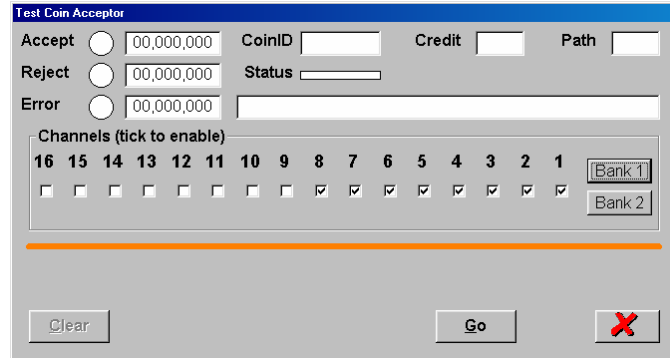 Test Coin Acceptor
Accept 00,000,000 CoinID Credit Path
Reject 00,000,000 Status
Error 00,000,000
Channels (tick to enable)
16 15 14 13 12 11 10 9 8 7 6 5 4 3 2 1
Bank 1
Bank 2
Clear Go